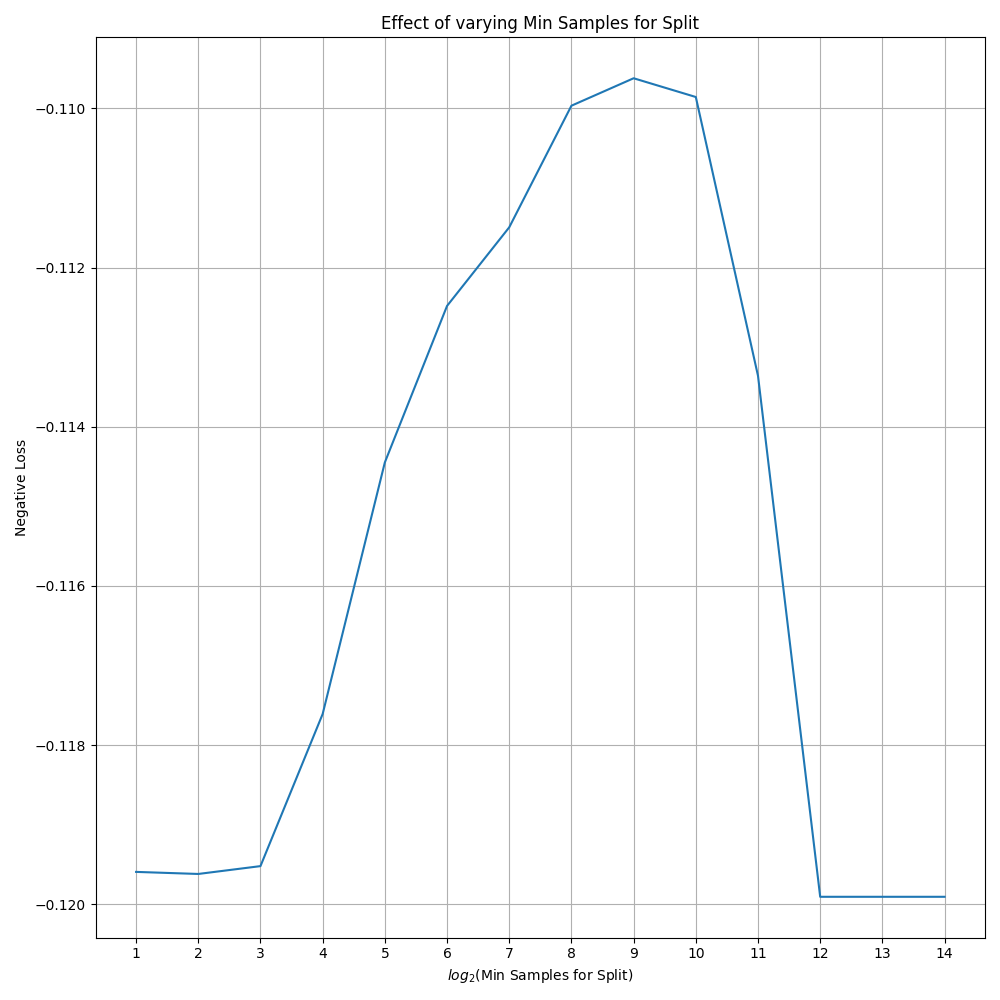 Effect of varying Min Samples for Split
−0.110
−0.112
−0.114
−0.116
−0.118
−0.120
Negative Loss
1 2 3 4 5 6 7 8 9 10 11 12 13 14
log₂(Min Samples for Split)